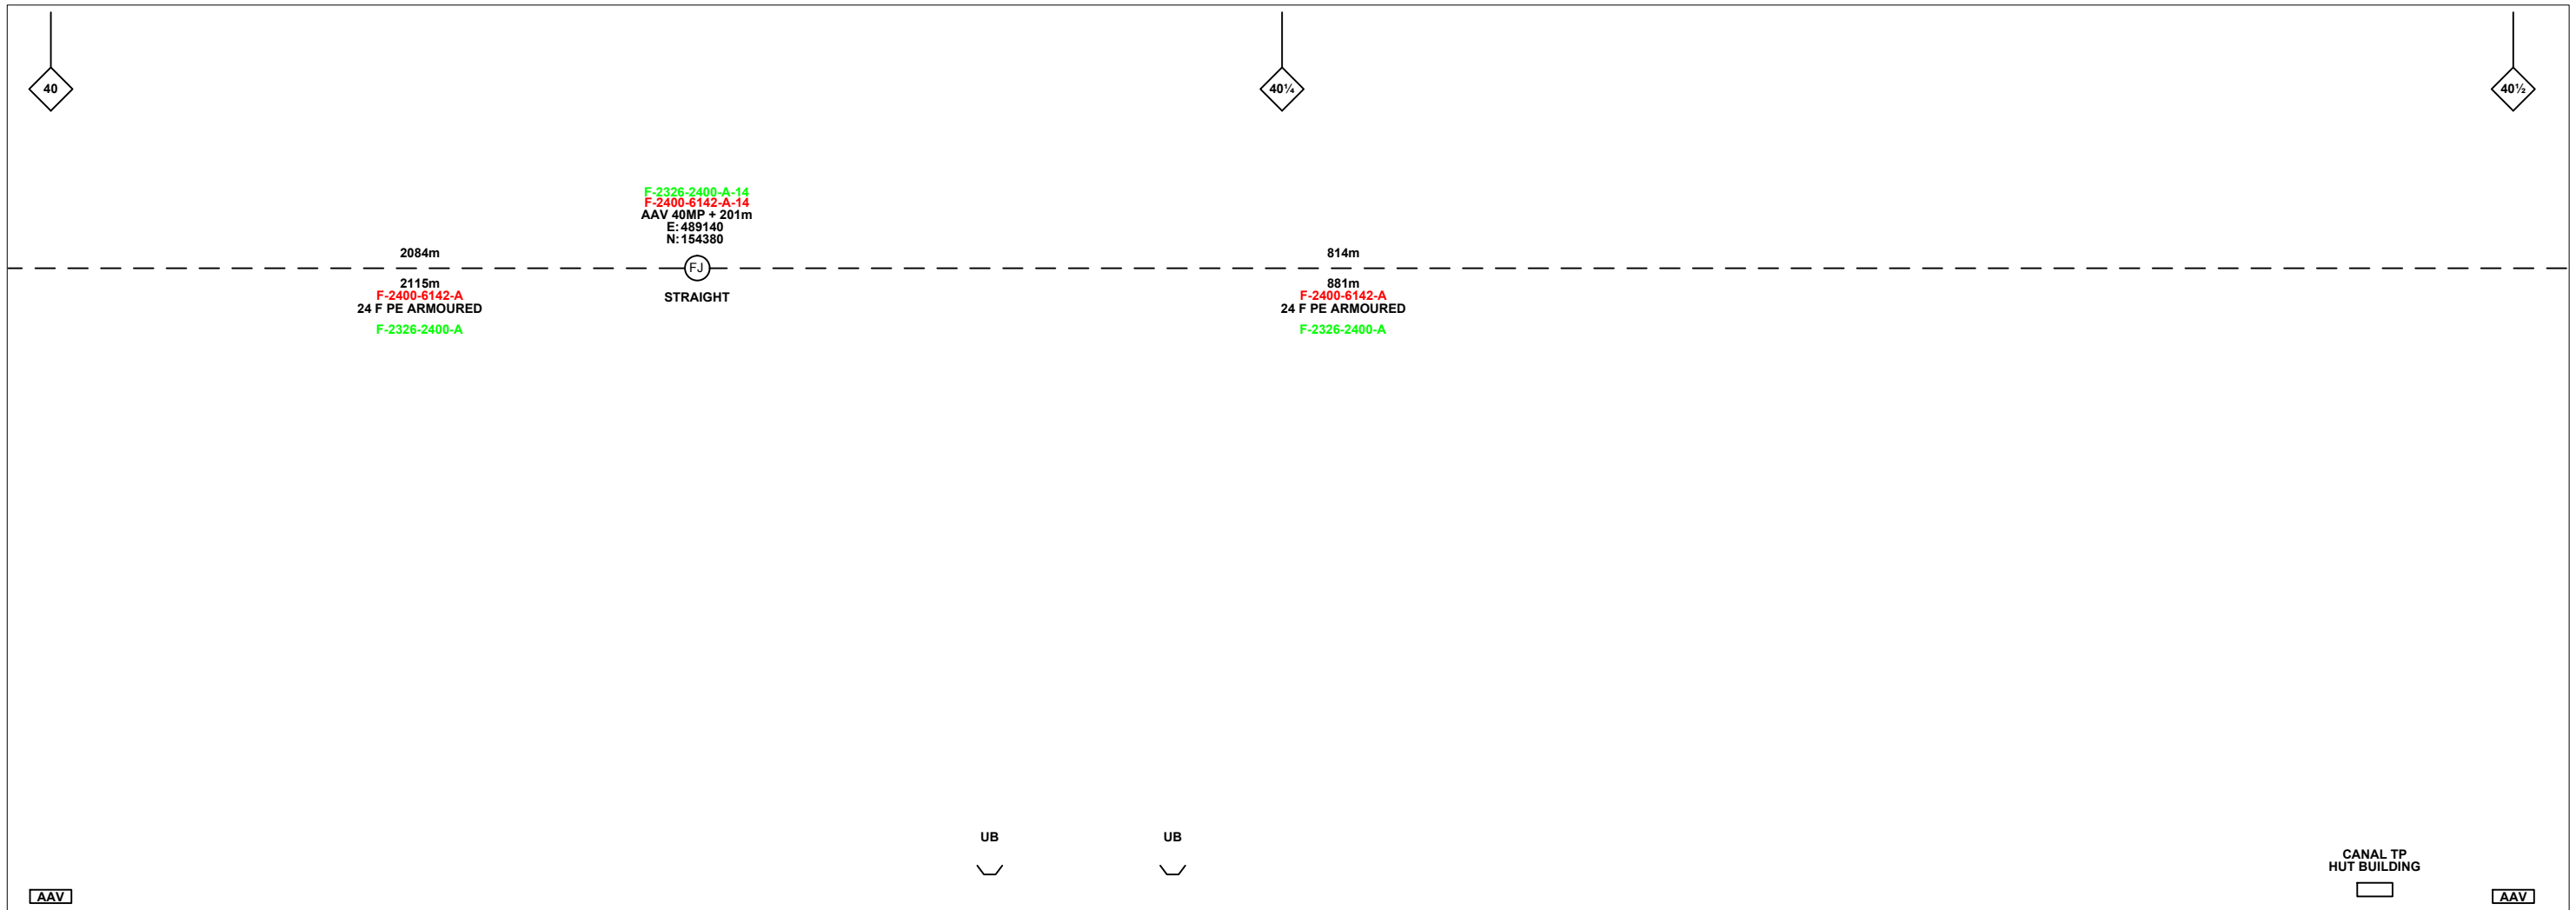 40
40¼
40½
F-2326-2400-A-14
F-2400-6142-A-14
AAV 40MP + 201m
E:489140
N:154380
2084m
FJ
814m
2115m
F-2400-6142-A
24 F PE ARMOURED
F-2326-2400-A
STRAIGHT
881m
F-2400-6142-A
24 F PE ARMOURED
F-2326-2400-A
UB
UB
CANAL TP
HUT BUILDING
AAV
AAV